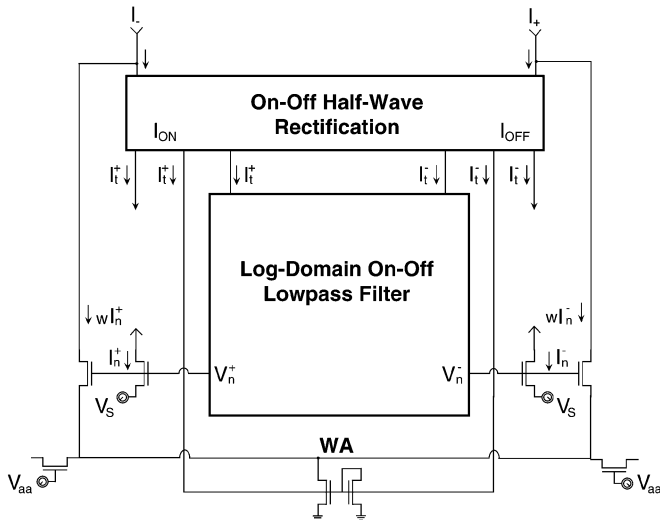 I- I+
On-Off Half-Wave
Rectification
I_ON I_OFF
I_t^+ I_t^+ I_t^+ I_t^- I_t^- I_t^-
Log-Domain On-Off
Lowpass Filter
wI_n^+ wI_n^-
I_n^+ I_n^-
V_n^+ V_n^-
V_S V_S
WA
V_aa V_aa